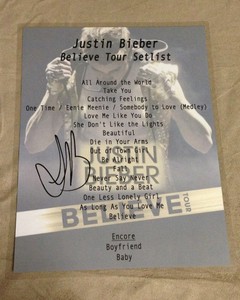 Justin Bieber
Believe Tour Setlist
All Around the World
Take You
Catching Feelings
One Time / Eenie Meenie / Somebody to Love (Medley)
Love Me Like You Do
She Don't Like the Lights
Beautiful
Die in Your Arms
Out of Town Girl
Be Alright
Fall
Never Say Never
Beauty and a Beat
One Less Lonely Girl
As Long As You Love Me
Believe
Encore
Boyfriend
Baby
JUSTIN
BIEBER
BELIEVE
TOUR